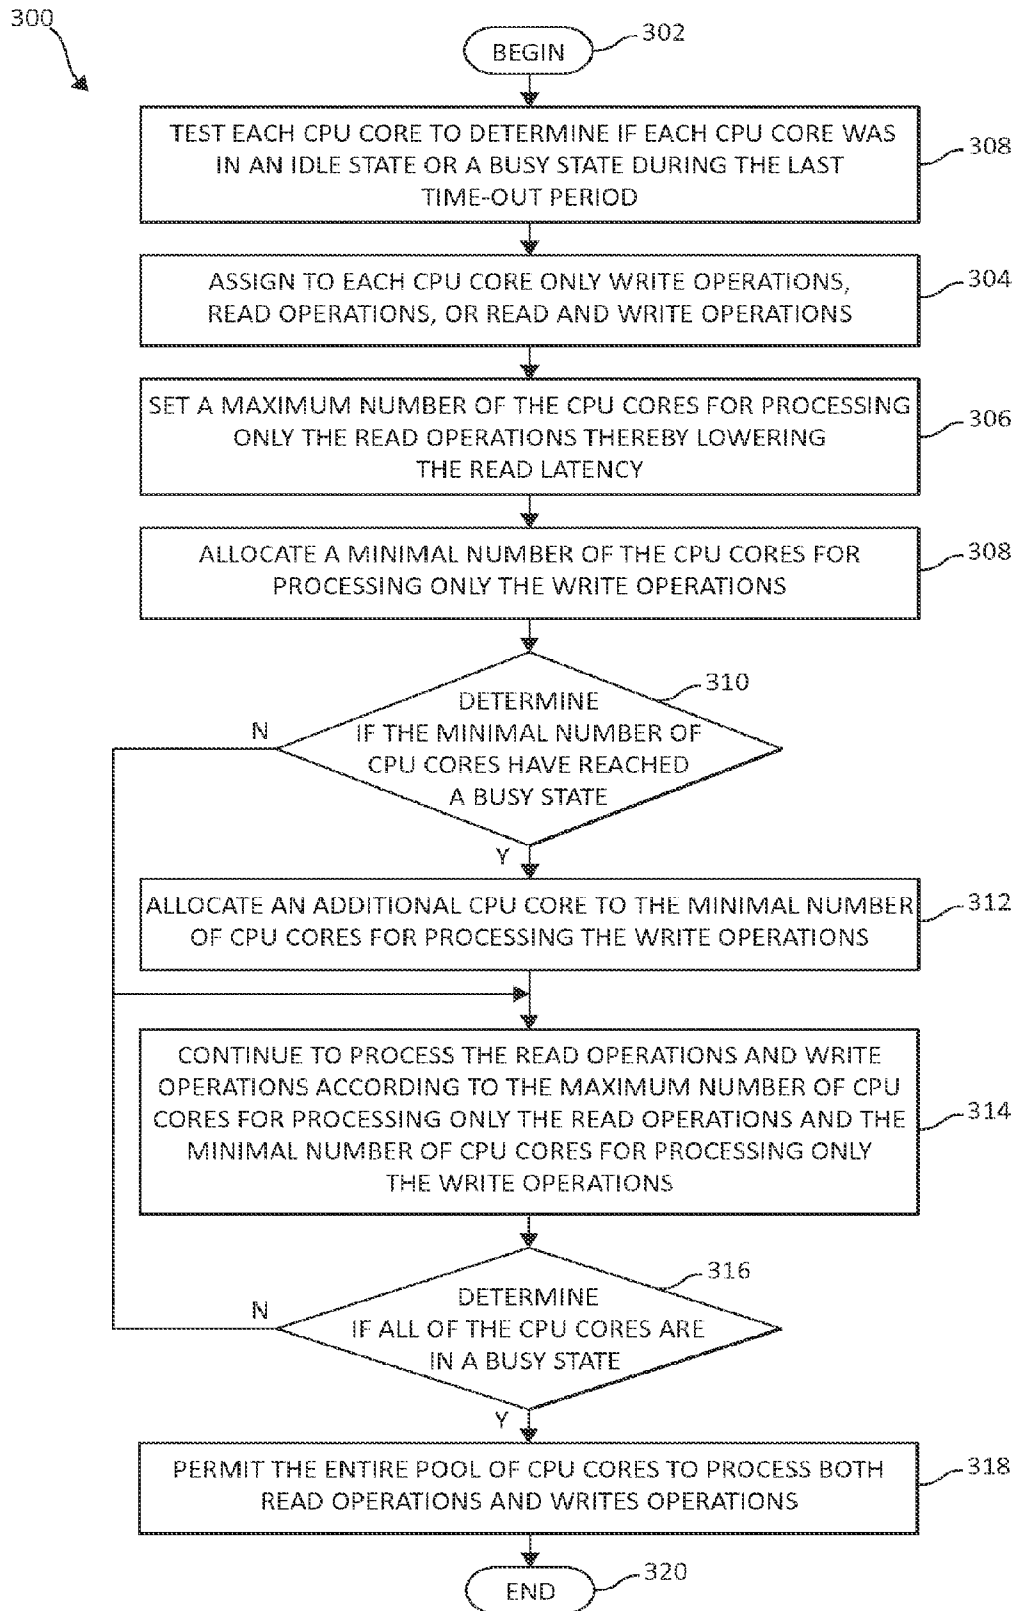 300
BEGIN
302
TEST EACH CPU CORE TO DETERMINE IF EACH CPU CORE WAS
IN AN IDLE STATE OR A BUSY STATE DURING THE LAST
TIME-OUT PERIOD
308
ASSIGN TO EACH CPU CORE ONLY WRITE OPERATIONS,
READ OPERATIONS, OR READ AND WRITE OPERATIONS
304
SET A MAXIMUM NUMBER OF THE CPU CORES FOR PROCESSING
ONLY THE READ OPERATIONS THEREBY LOWERING
THE READ LATENCY
306
ALLOCATE A MINIMAL NUMBER OF THE CPU CORES FOR
PROCESSING ONLY THE WRITE OPERATIONS
308
310
DETERMINE
IF THE MINIMAL NUMBER OF
CPU CORES HAVE REACHED
A BUSY STATE
N
Y
ALLOCATE AN ADDITIONAL CPU CORE TO THE MINIMAL NUMBER
OF CPU CORES FOR PROCESSING THE WRITE OPERATIONS
312
CONTINUE TO PROCESS THE READ OPERATIONS AND WRITE
OPERATIONS ACCORDING TO THE MAXIMUM NUMBER OF CPU
CORES FOR PROCESSING ONLY THE READ OPERATIONS AND THE
MINIMAL NUMBER OF CPU CORES FOR PROCESSING ONLY
THE WRITE OPERATIONS
314
316
DETERMINE
IF ALL OF THE CPU CORES ARE
IN A BUSY STATE
N
Y
PERMIT THE ENTIRE POOL OF CPU CORES TO PROCESS BOTH
READ OPERATIONS AND WRITES OPERATIONS
318
END
320